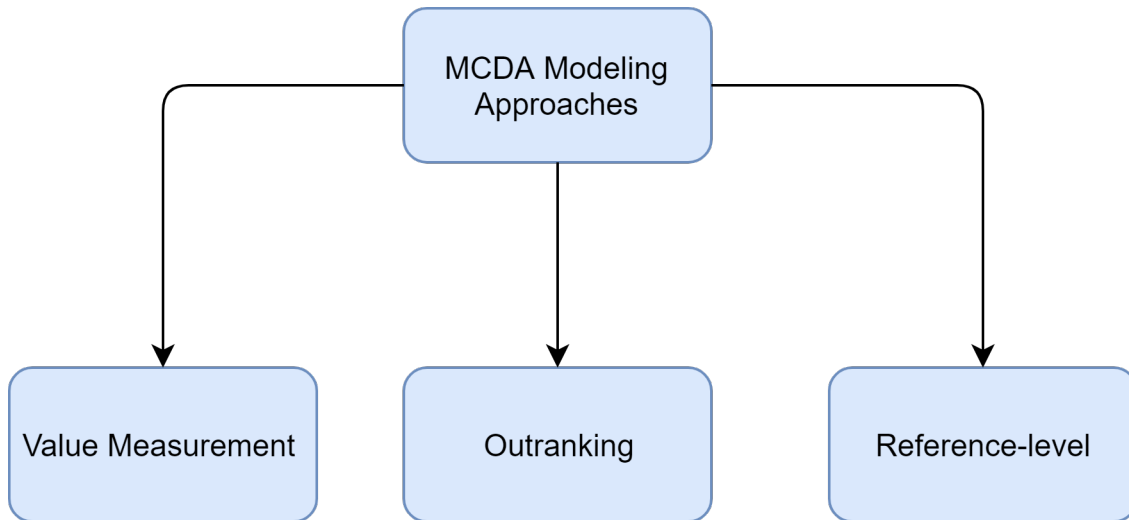 MCDA Modeling
Approaches
Value Measurement
Outranking
Reference-level